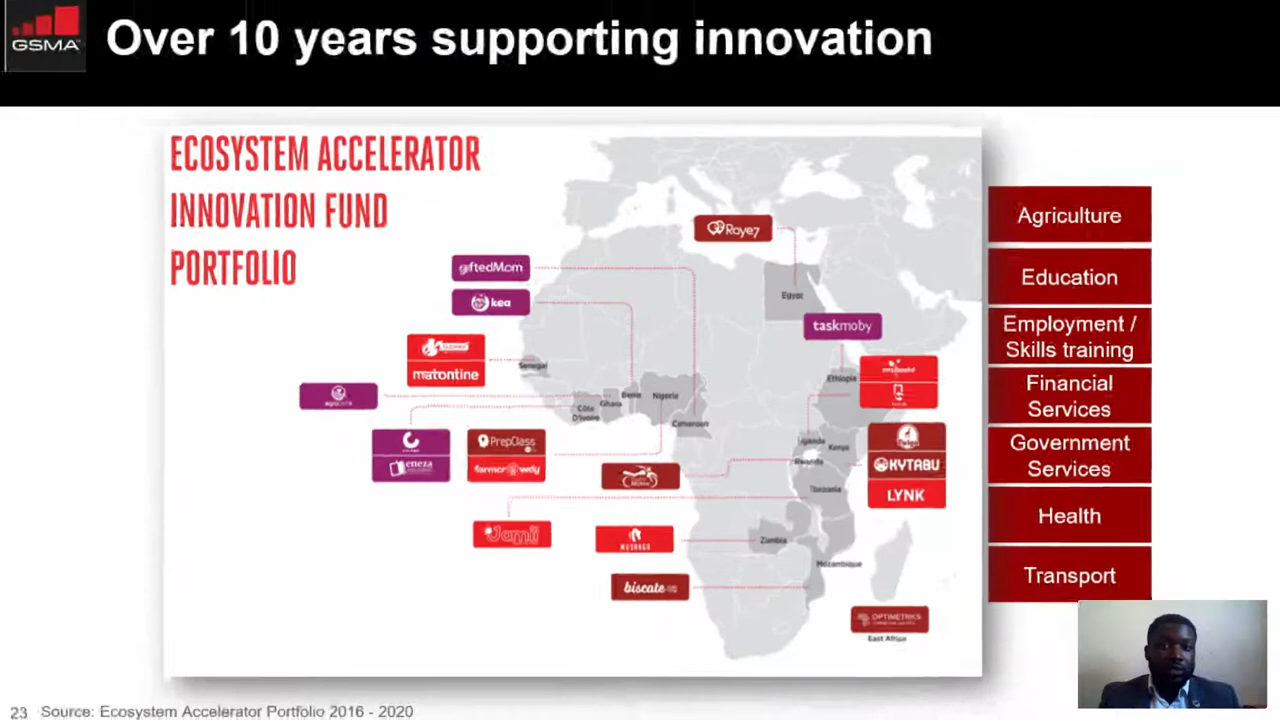 GSMA
Over 10 years supporting innovation
ECOSYSTEM ACCELERATOR
INNOVATION FUND
PORTFOLIO
Raye7
giftedMom
kea
matontine
taskmoby
Egypt
Senegal
Ethiopia
Benin
Nigeria
Ghana
Côte
D'Ivoire
Cameroon
Uganda
Kenya
Rwanda
Tanzania
Zambia
Mozambique
eneza
PrepClass
farmcrowdy
KYTABU
LYNK
Jamii
MUSANGA
biscate
OPTIMETRIKS
East Africa
Agriculture
Education
Employment /
Skills training
Financial
Services
Government
Services
Health
Transport
23 Source: Ecosystem Accelerator Portfolio 2016 - 2020